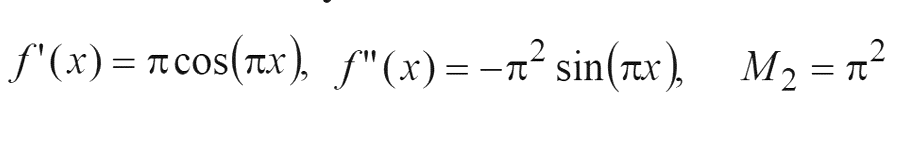 f'(x) = π cos(πx), f"(x) = −π² sin(πx), M₂ = π²